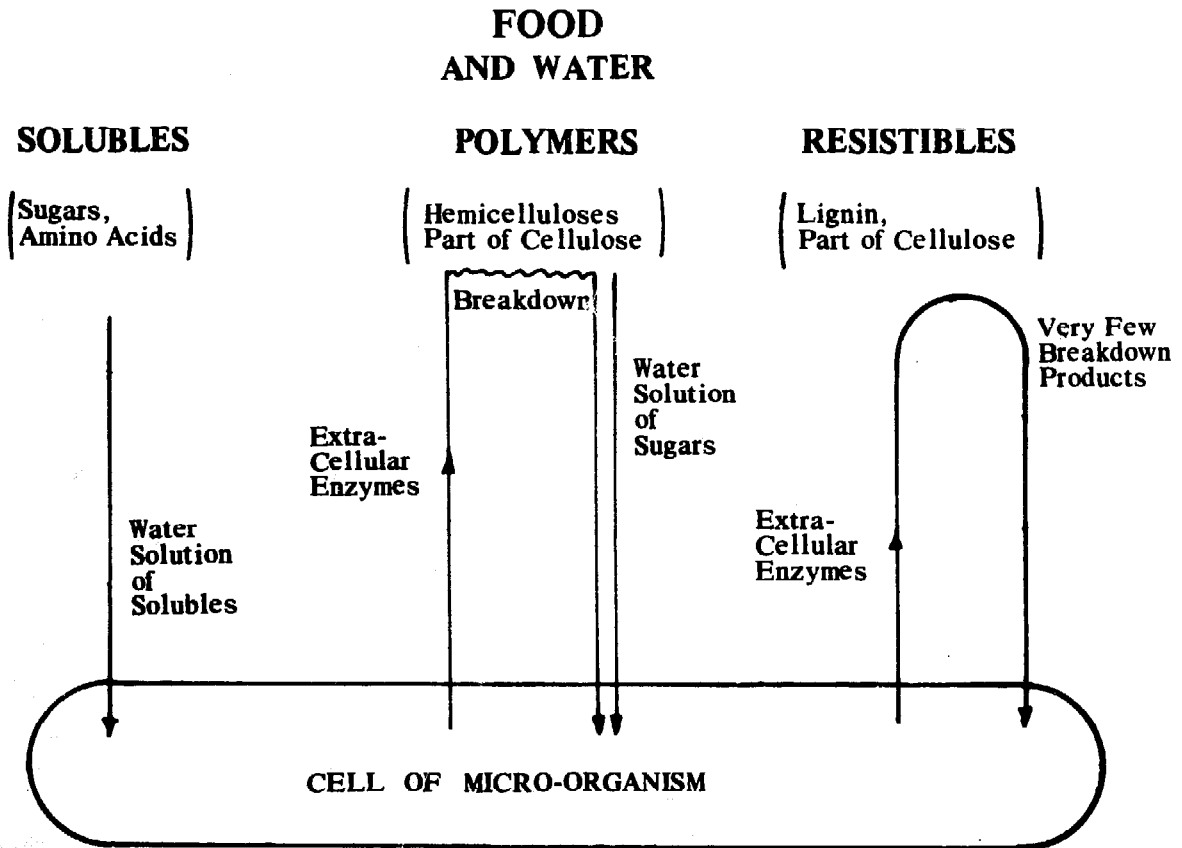 FOOD
AND WATER
SOLUBLES
POLYMERS
RESISTIBLES
(Sugars,
Amino Acids)
(Hemicelluloses
Part of Cellulose)
(Lignin,
Part of Cellulose)
Breakdown
Very Few
Breakdown
Products
Water
Solution
of
Sugars
Extra-
Cellular
Enzymes
Water
Solution
of
Solubles
Extra-
Cellular
Enzymes
CELL OF MICRO-ORGANISM